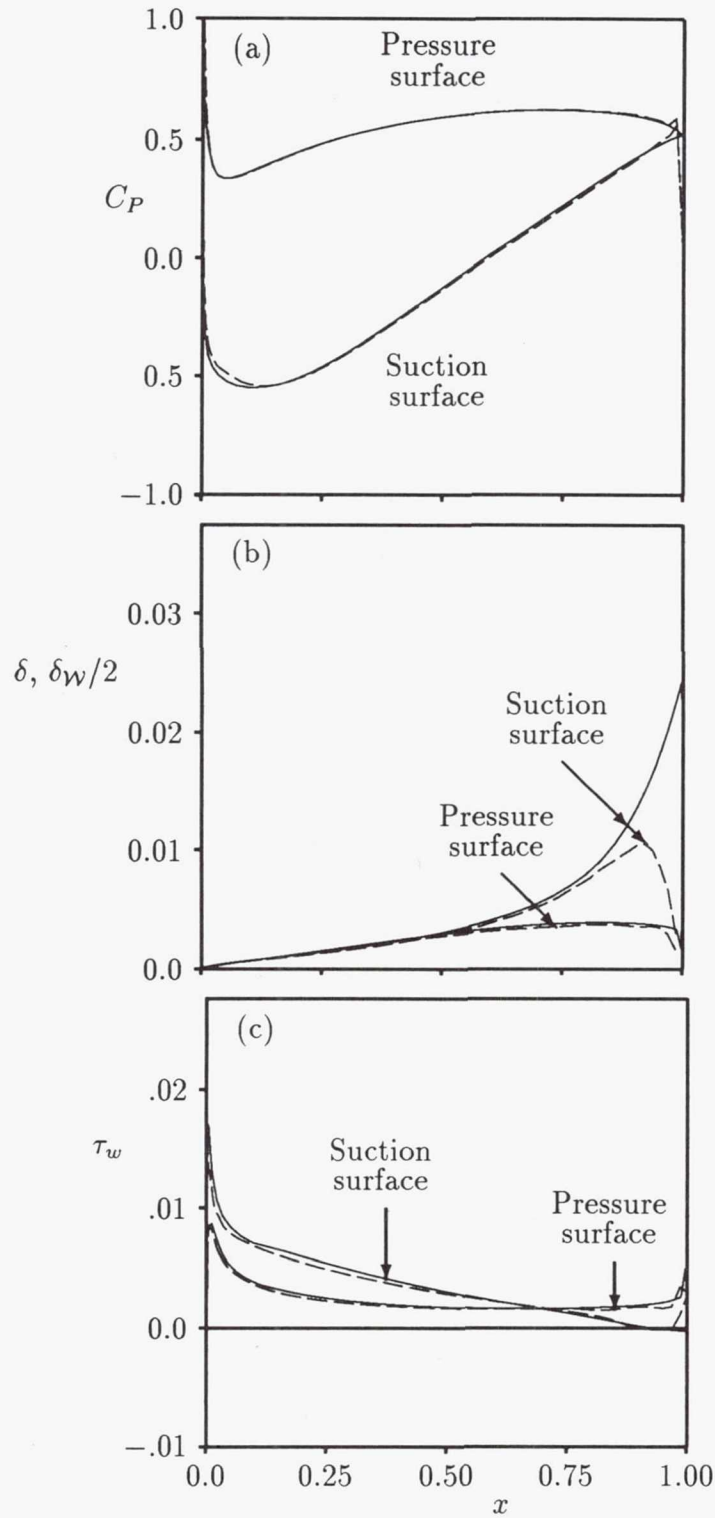 1.0
(a)
Pressure
surface
0.5
C_P
0.0
Suction
surface
0.5
−1.0
(b)
0.03
δ, δ_W/2
Suction
surface
0.02
Pressure
surface
0.01
0.0
(c)
.02
τ_w
Suction
surface
.01
Pressure
surface
0.0
−.01
0.0 0.25 0.50 0.75 1.00
x